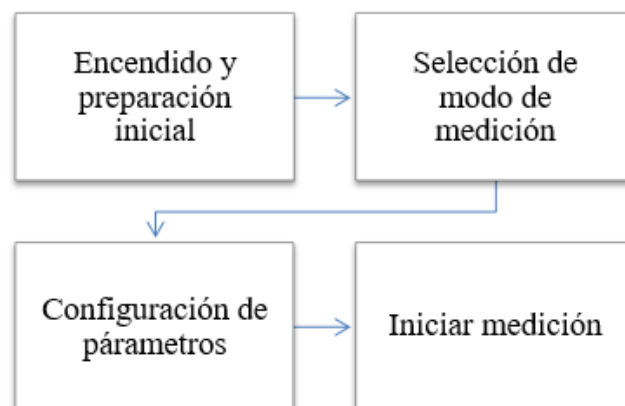 Encendido y
preparación
inicial
Selección de
modo de
medición
Configuración de
párametros
Iniciar medición